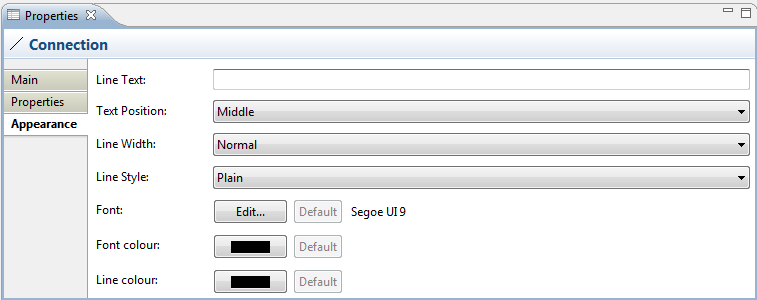 Properties
Connection
Main
Properties
Appearance
Line Text:
Text Position: Middle
Line Width: Normal
Line Style: Plain
Font: Edit... Default Segoe UI 9
Font colour: Default
Line colour: Default